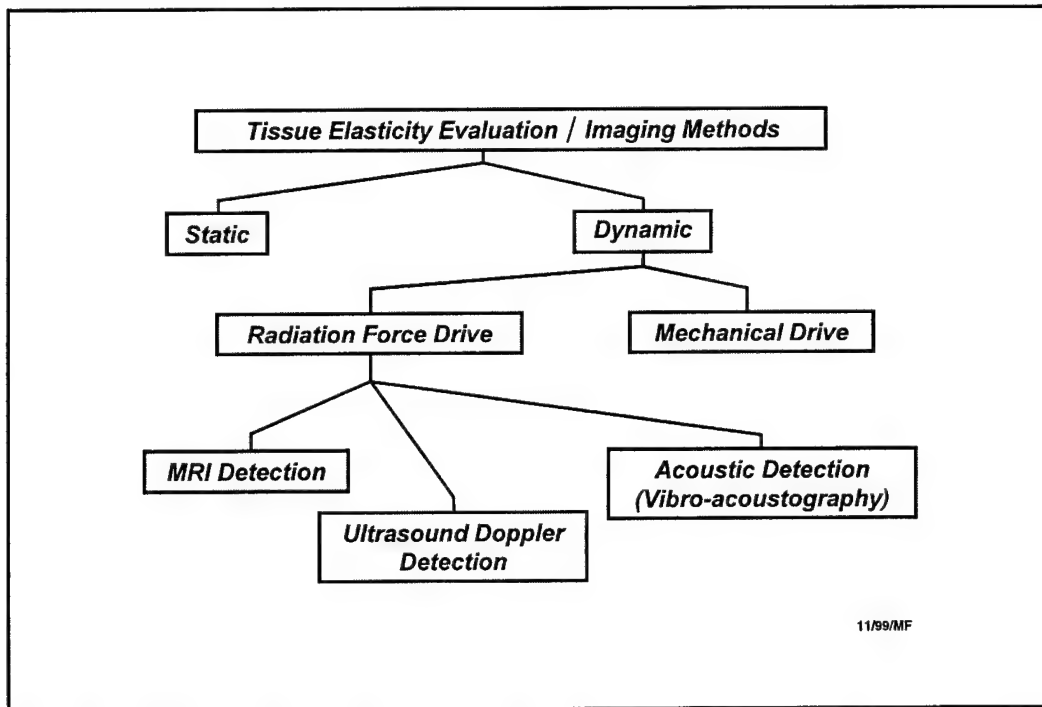 Tissue Elasticity Evaluation / Imaging Methods
Static
Dynamic
Radiation Force Drive
Mechanical Drive
MRI Detection
Acoustic Detection
(Vibro-acoustography)
Ultrasound Doppler
Detection
11/99/MF